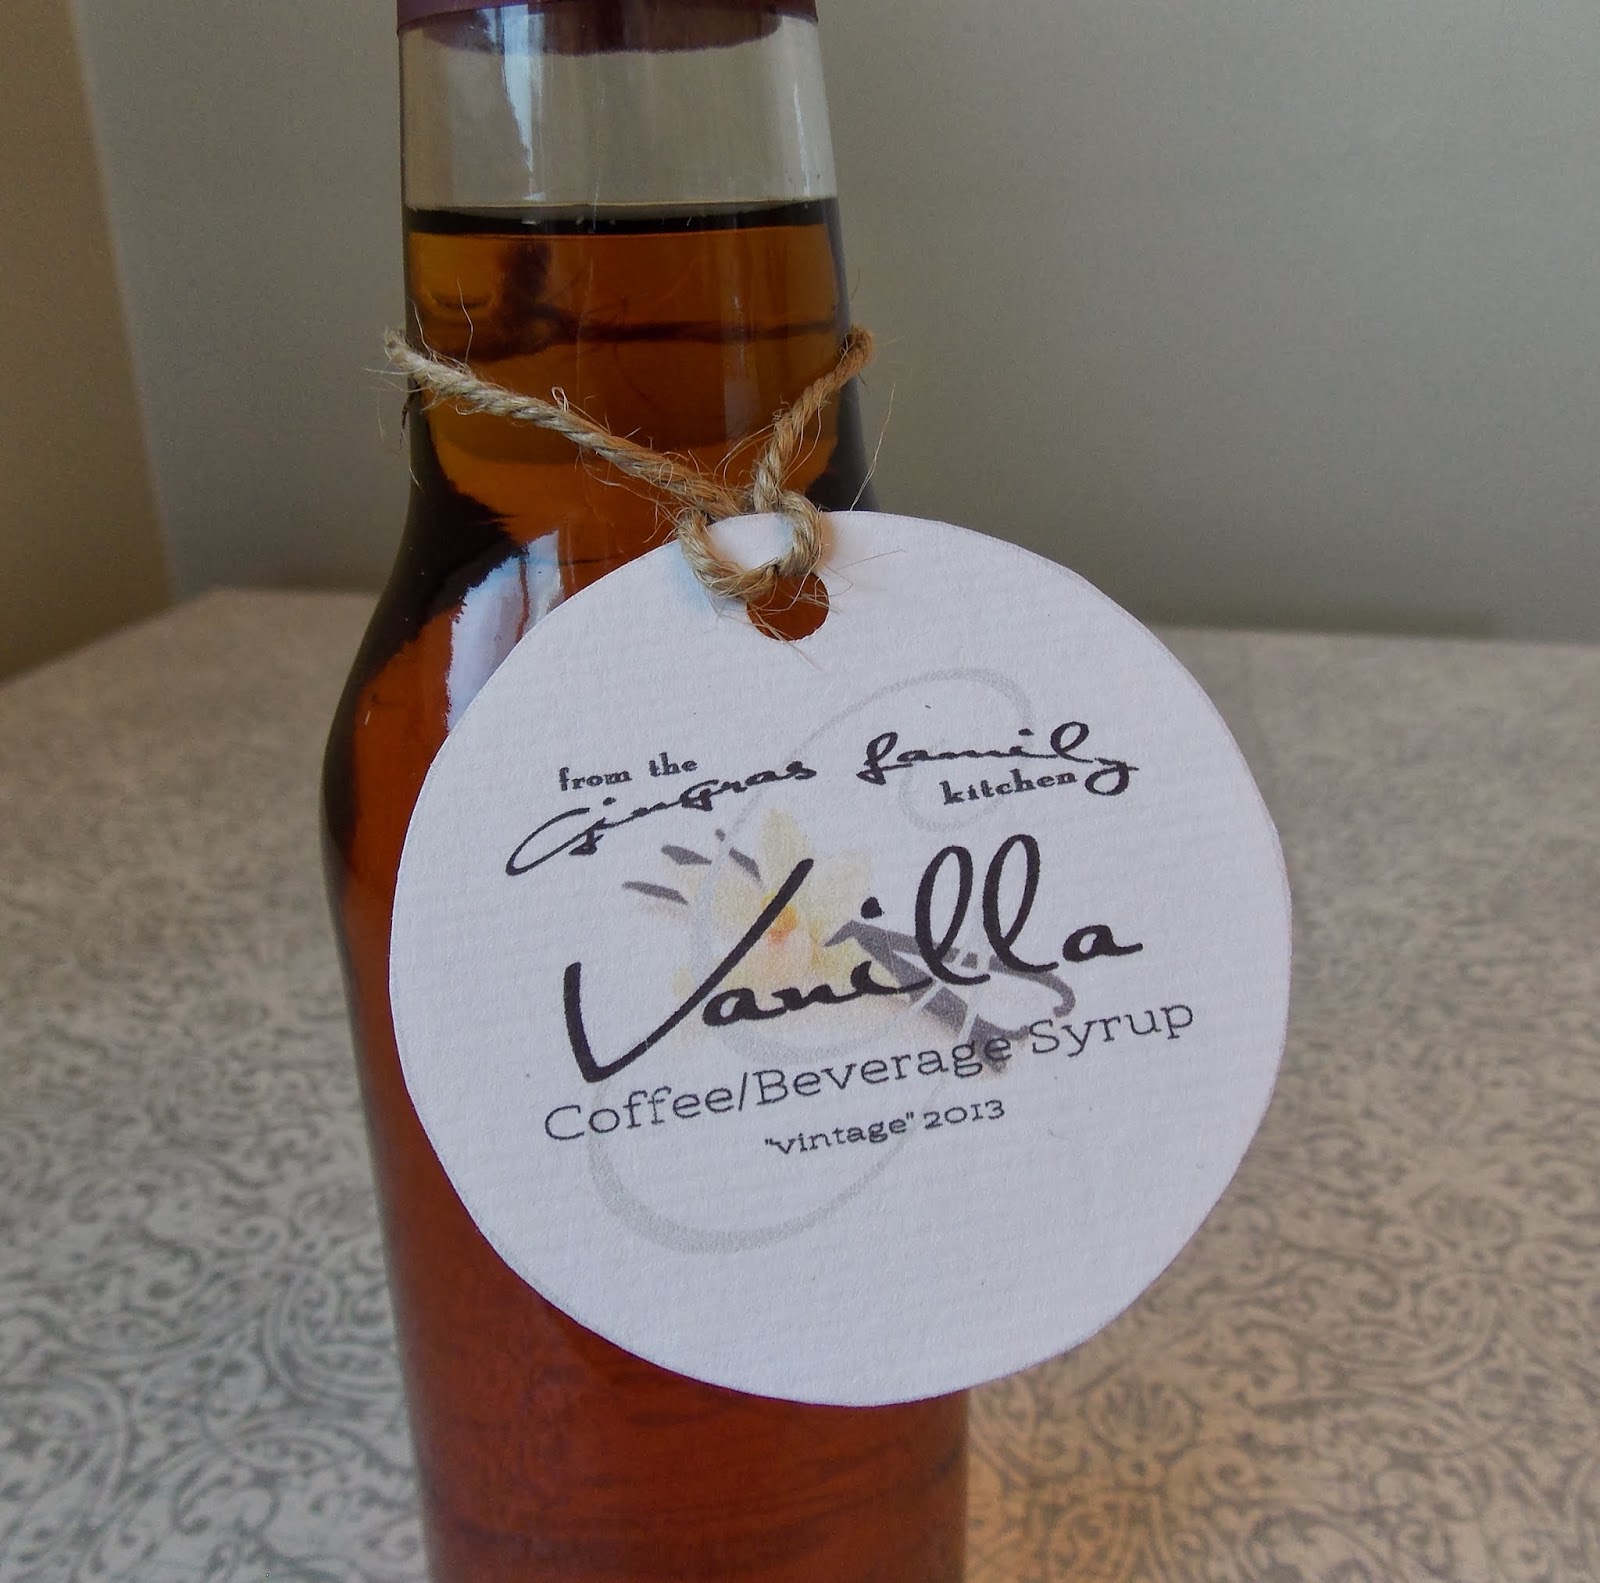 from the
Gingras family
kitchen
Vanilla
Coffee/Beverage Syrup
"vintage" 2013